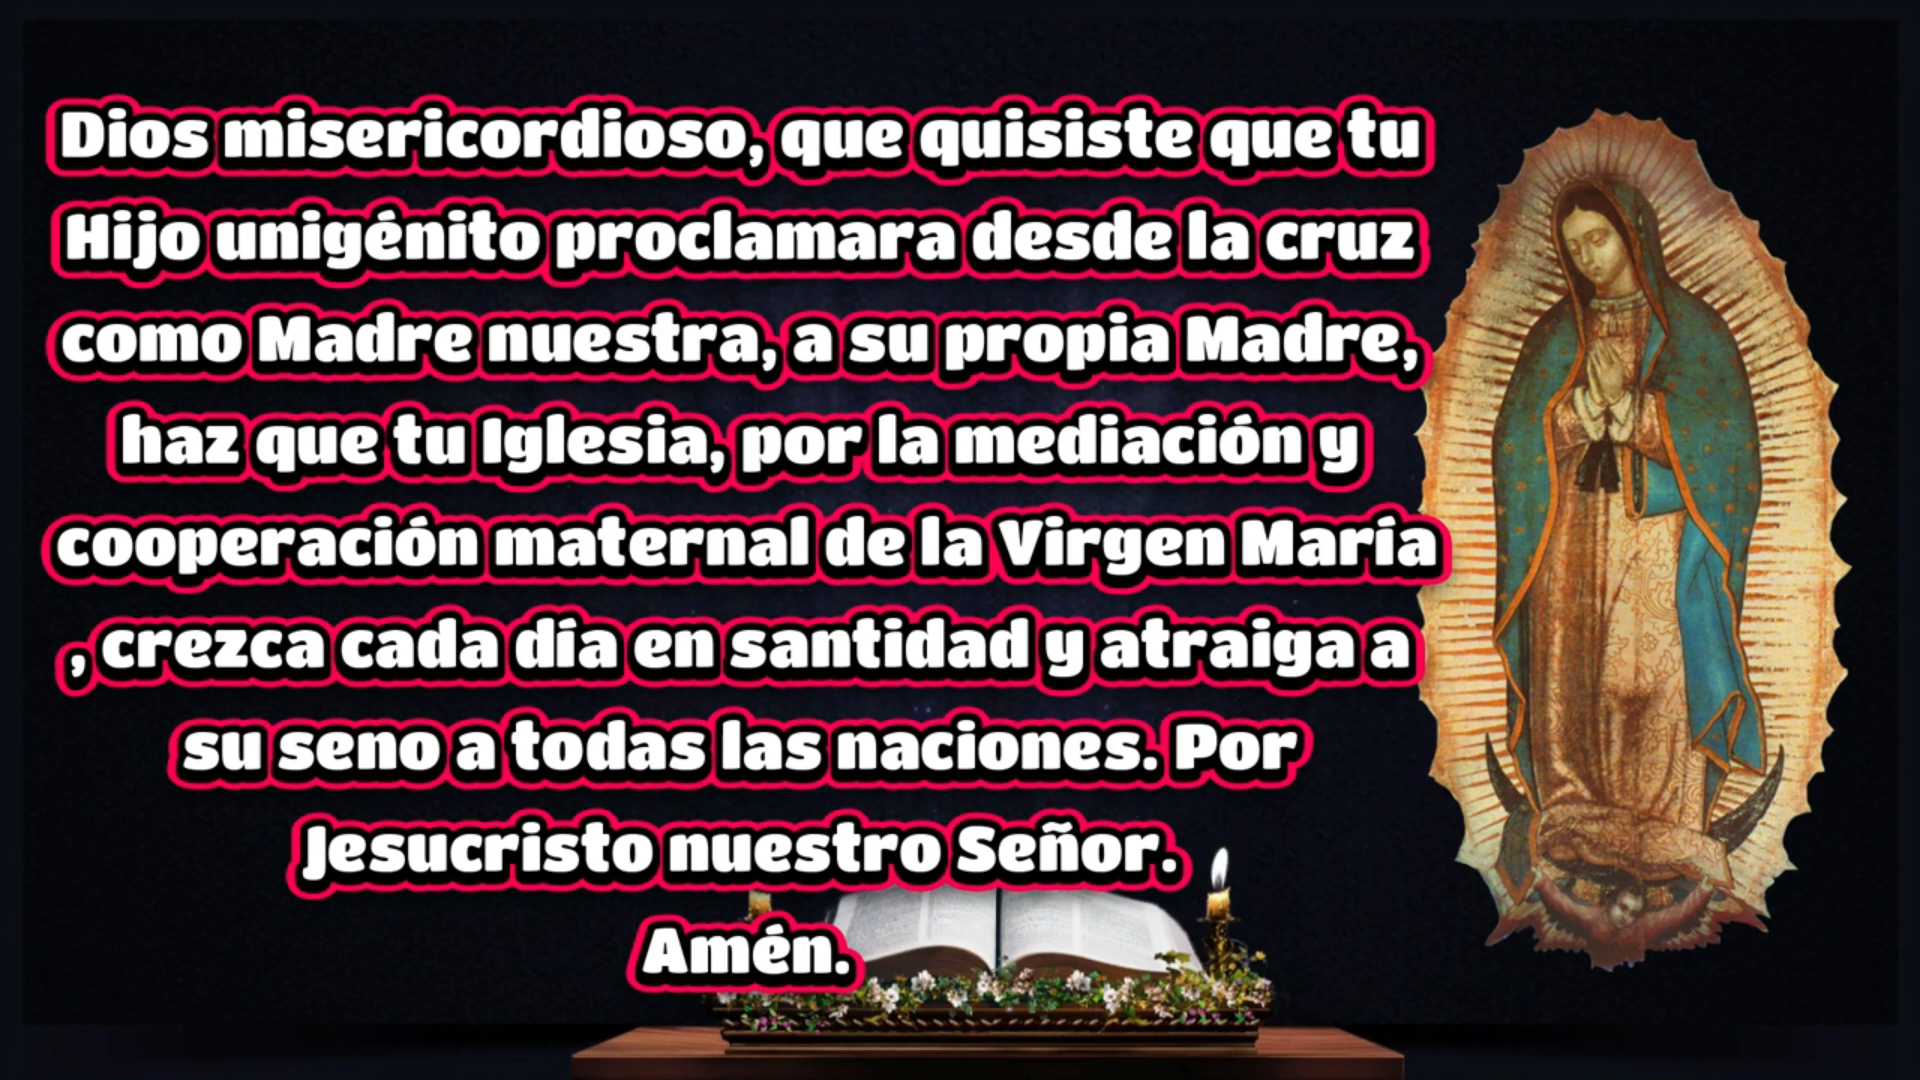 Dios misericordioso, que quisiste que tu
Hijo unigénito proclamara desde la cruz
como Madre nuestra, a su propia Madre,
haz que tu Iglesia, por la mediación y
cooperación maternal de la Virgen María
, crezca cada día en santidad y atraiga a
su seno a todas las naciones. Por
Jesucristo nuestro Señor.
Amén.